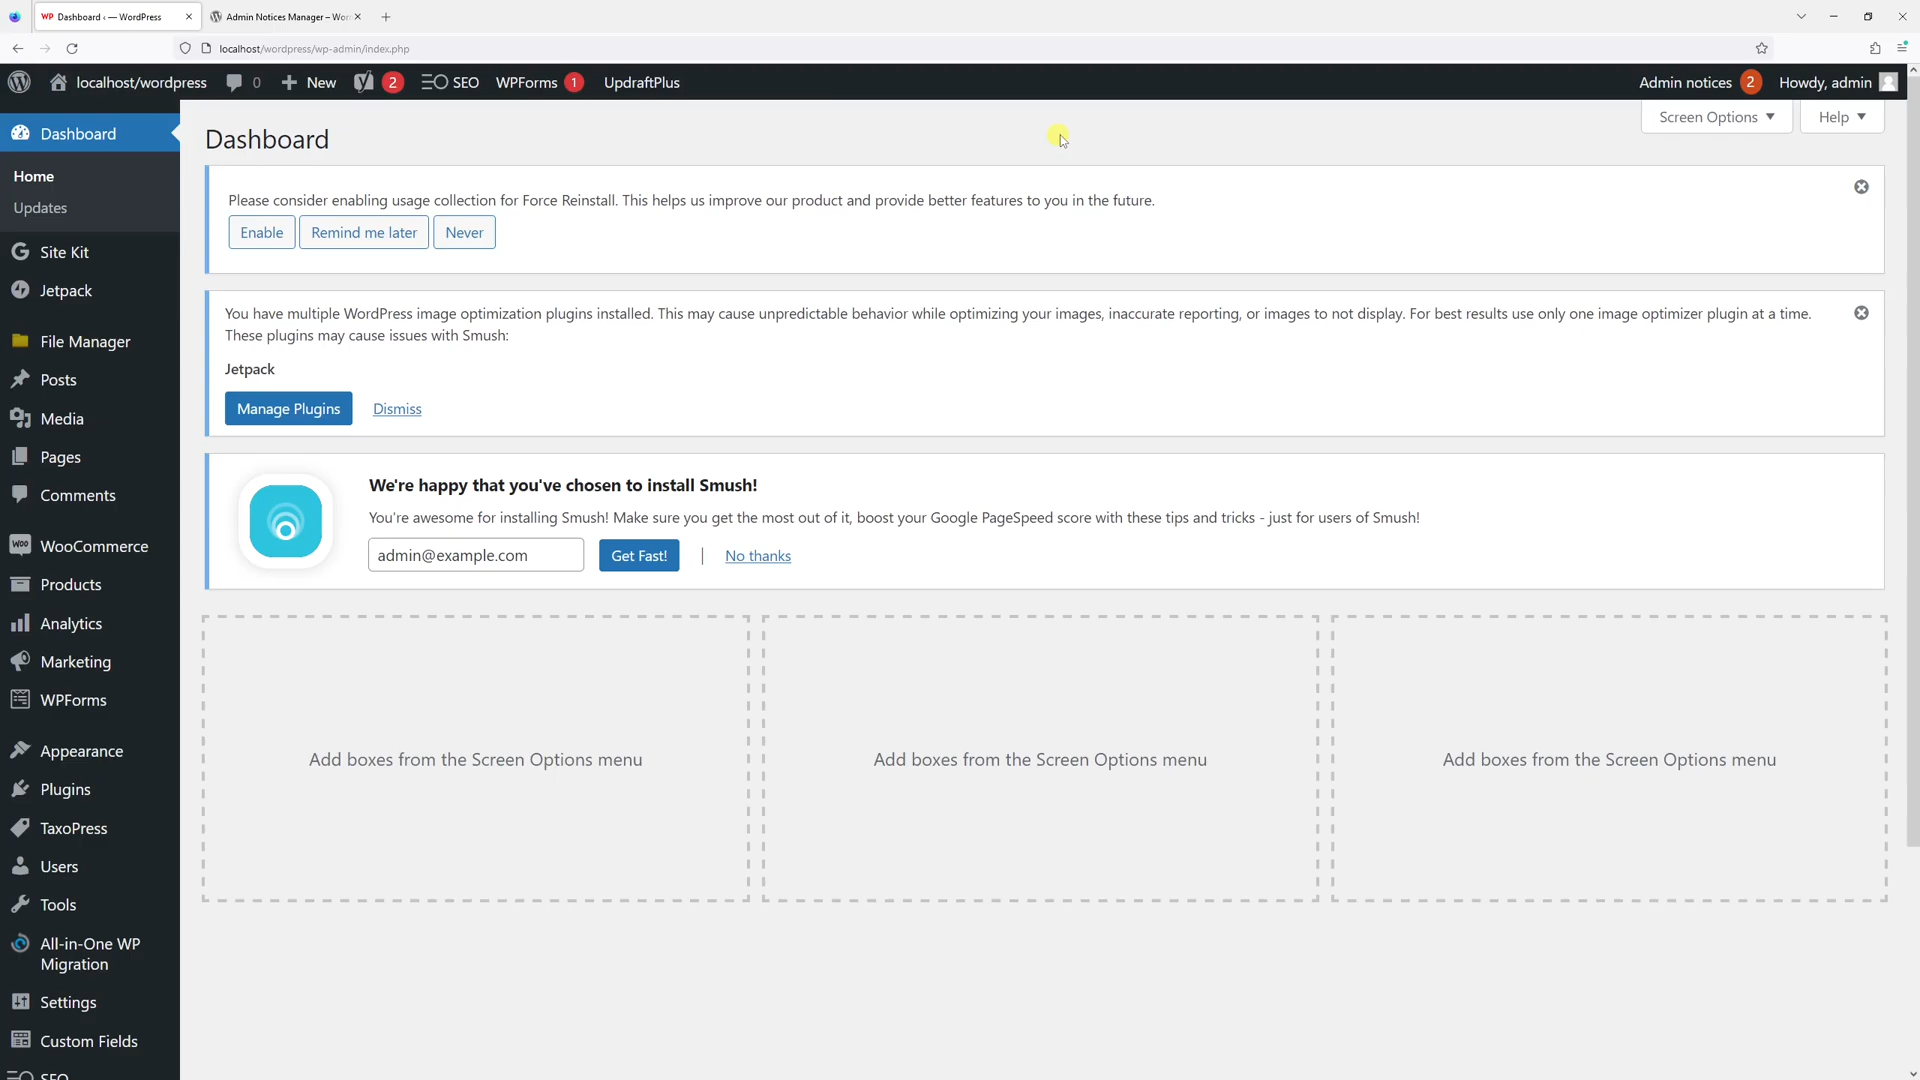 WP Dashboard ‹ — WordPress
Admin Notices Manager – Wor
localhost/wordpress/wp-admin/index.php
localhost/wordpress
0
New
2
SEO
WPForms
1
UpdraftPlus
Admin notices
2
Howdy, admin
Screen Options
Help
Dashboard
Home
Updates
Site Kit
Jetpack
File Manager
Posts
Media
Pages
Comments
Woo
WooCommerce
Products
Analytics
Marketing
WPForms
Appearance
Plugins
TaxoPress
Users
Tools
All-in-One WP
Migration
Settings
Custom Fields
SEO
Dashboard
Please consider enabling usage collection for Force Reinstall. This helps us improve our product and provide better features to you in the future.
Enable
Remind me later
Never
You have multiple WordPress image optimization plugins installed. This may cause unpredictable behavior while optimizing your images, inaccurate reporting, or images to not display. For best results use only one image optimizer plugin at a time.
These plugins may cause issues with Smush:
Jetpack
Manage Plugins
Dismiss
We're happy that you've chosen to install Smush!
You're awesome for installing Smush! Make sure you get the most out of it, boost your Google PageSpeed score with these tips and tricks - just for users of Smush!
admin@example.com
Get Fast!
|
No thanks
Add boxes from the Screen Options menu
Add boxes from the Screen Options menu
Add boxes from the Screen Options menu